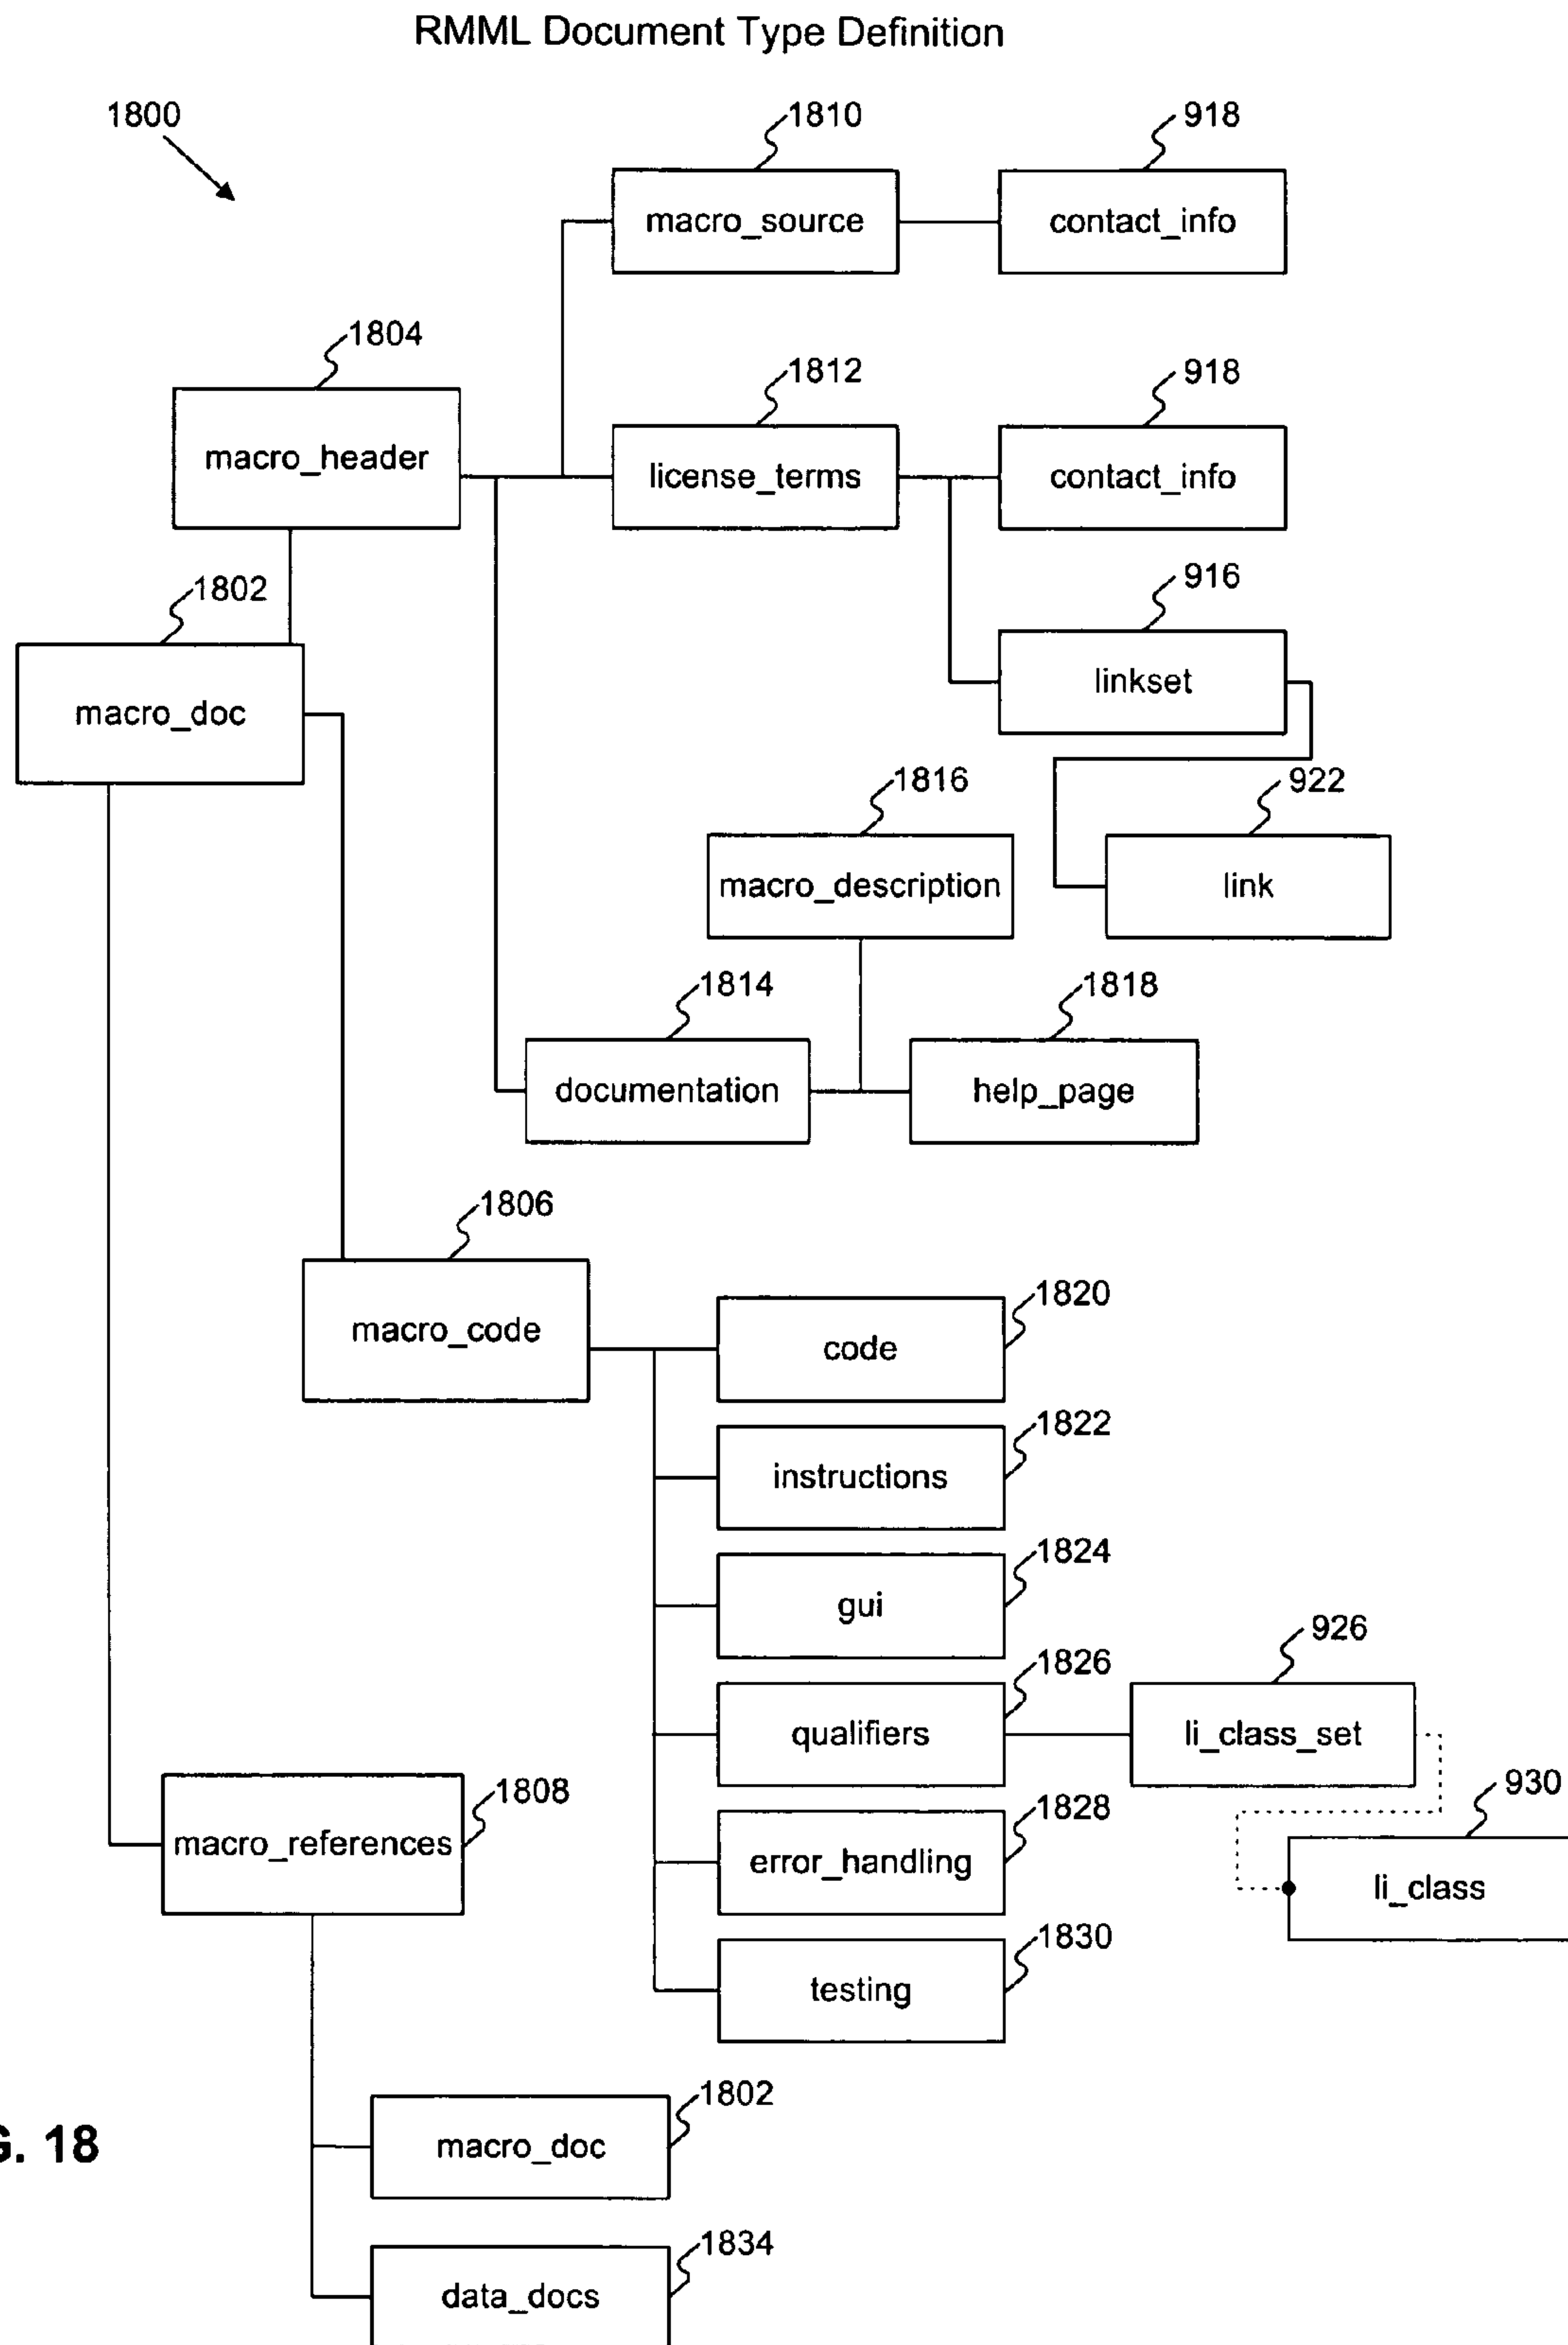 RMML Document Type Definition
1800
1810
918
macro_source
contact_info
1804
1812
918
macro_header
license_terms
contact_info
1802
916
macro_doc
linkset
1816
922
macro_description
link
1814
1818
documentation
help_page
1806
macro_code
1820
code
1822
instructions
1824
gui
1826
926
qualifiers
li_class_set
1808
macro_references
1828
930
error_handling
li_class
1830
testing
1802
macro_doc
G. 18
1834
data_docs